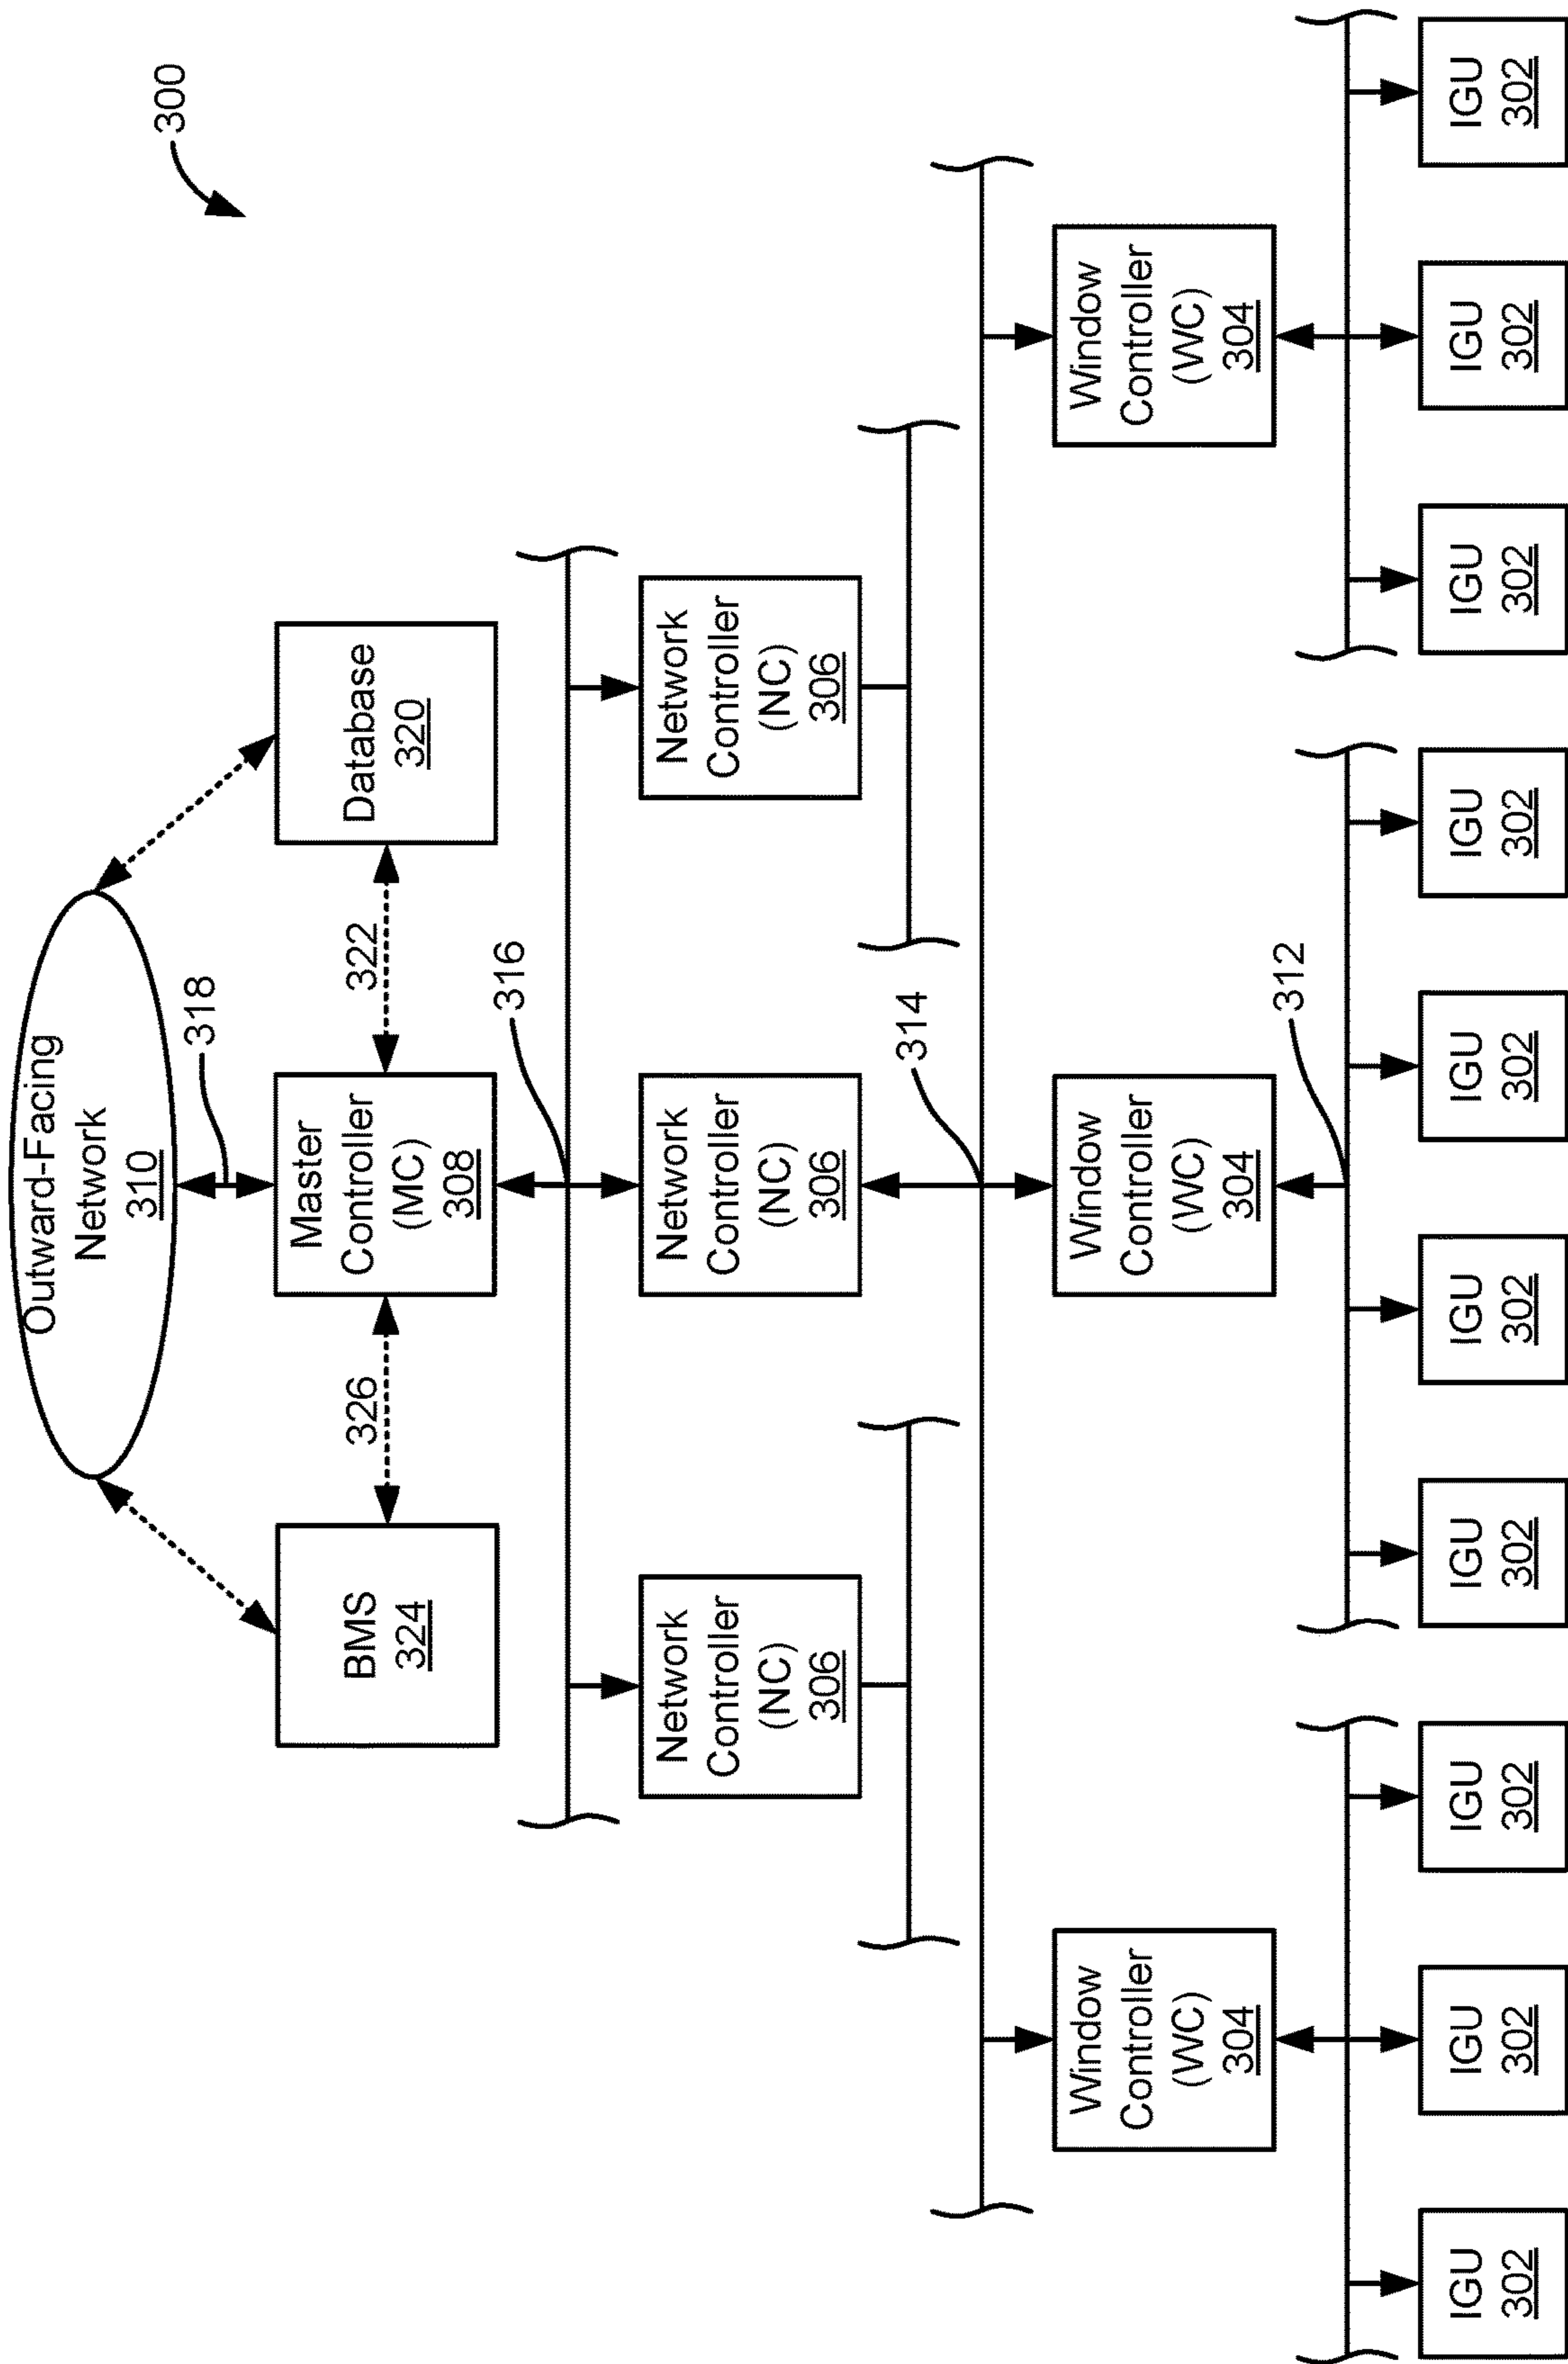 Outward-Facing
Network
310
300
318
BMS
324
326
Master
Controller
(MC)
308
322
Database
320
316
Network
Controller
(NC)
306
Network
Controller
(NC)
306
Network
Controller
(NC)
306
314
Window
Controller
(WC)
304
Window
Controller
(WC)
304
Window
Controller
(WC)
304
312
IGU
302
IGU
302
IGU
302
IGU
302
IGU
302
IGU
302
IGU
302
IGU
302
IGU
302
IGU
302